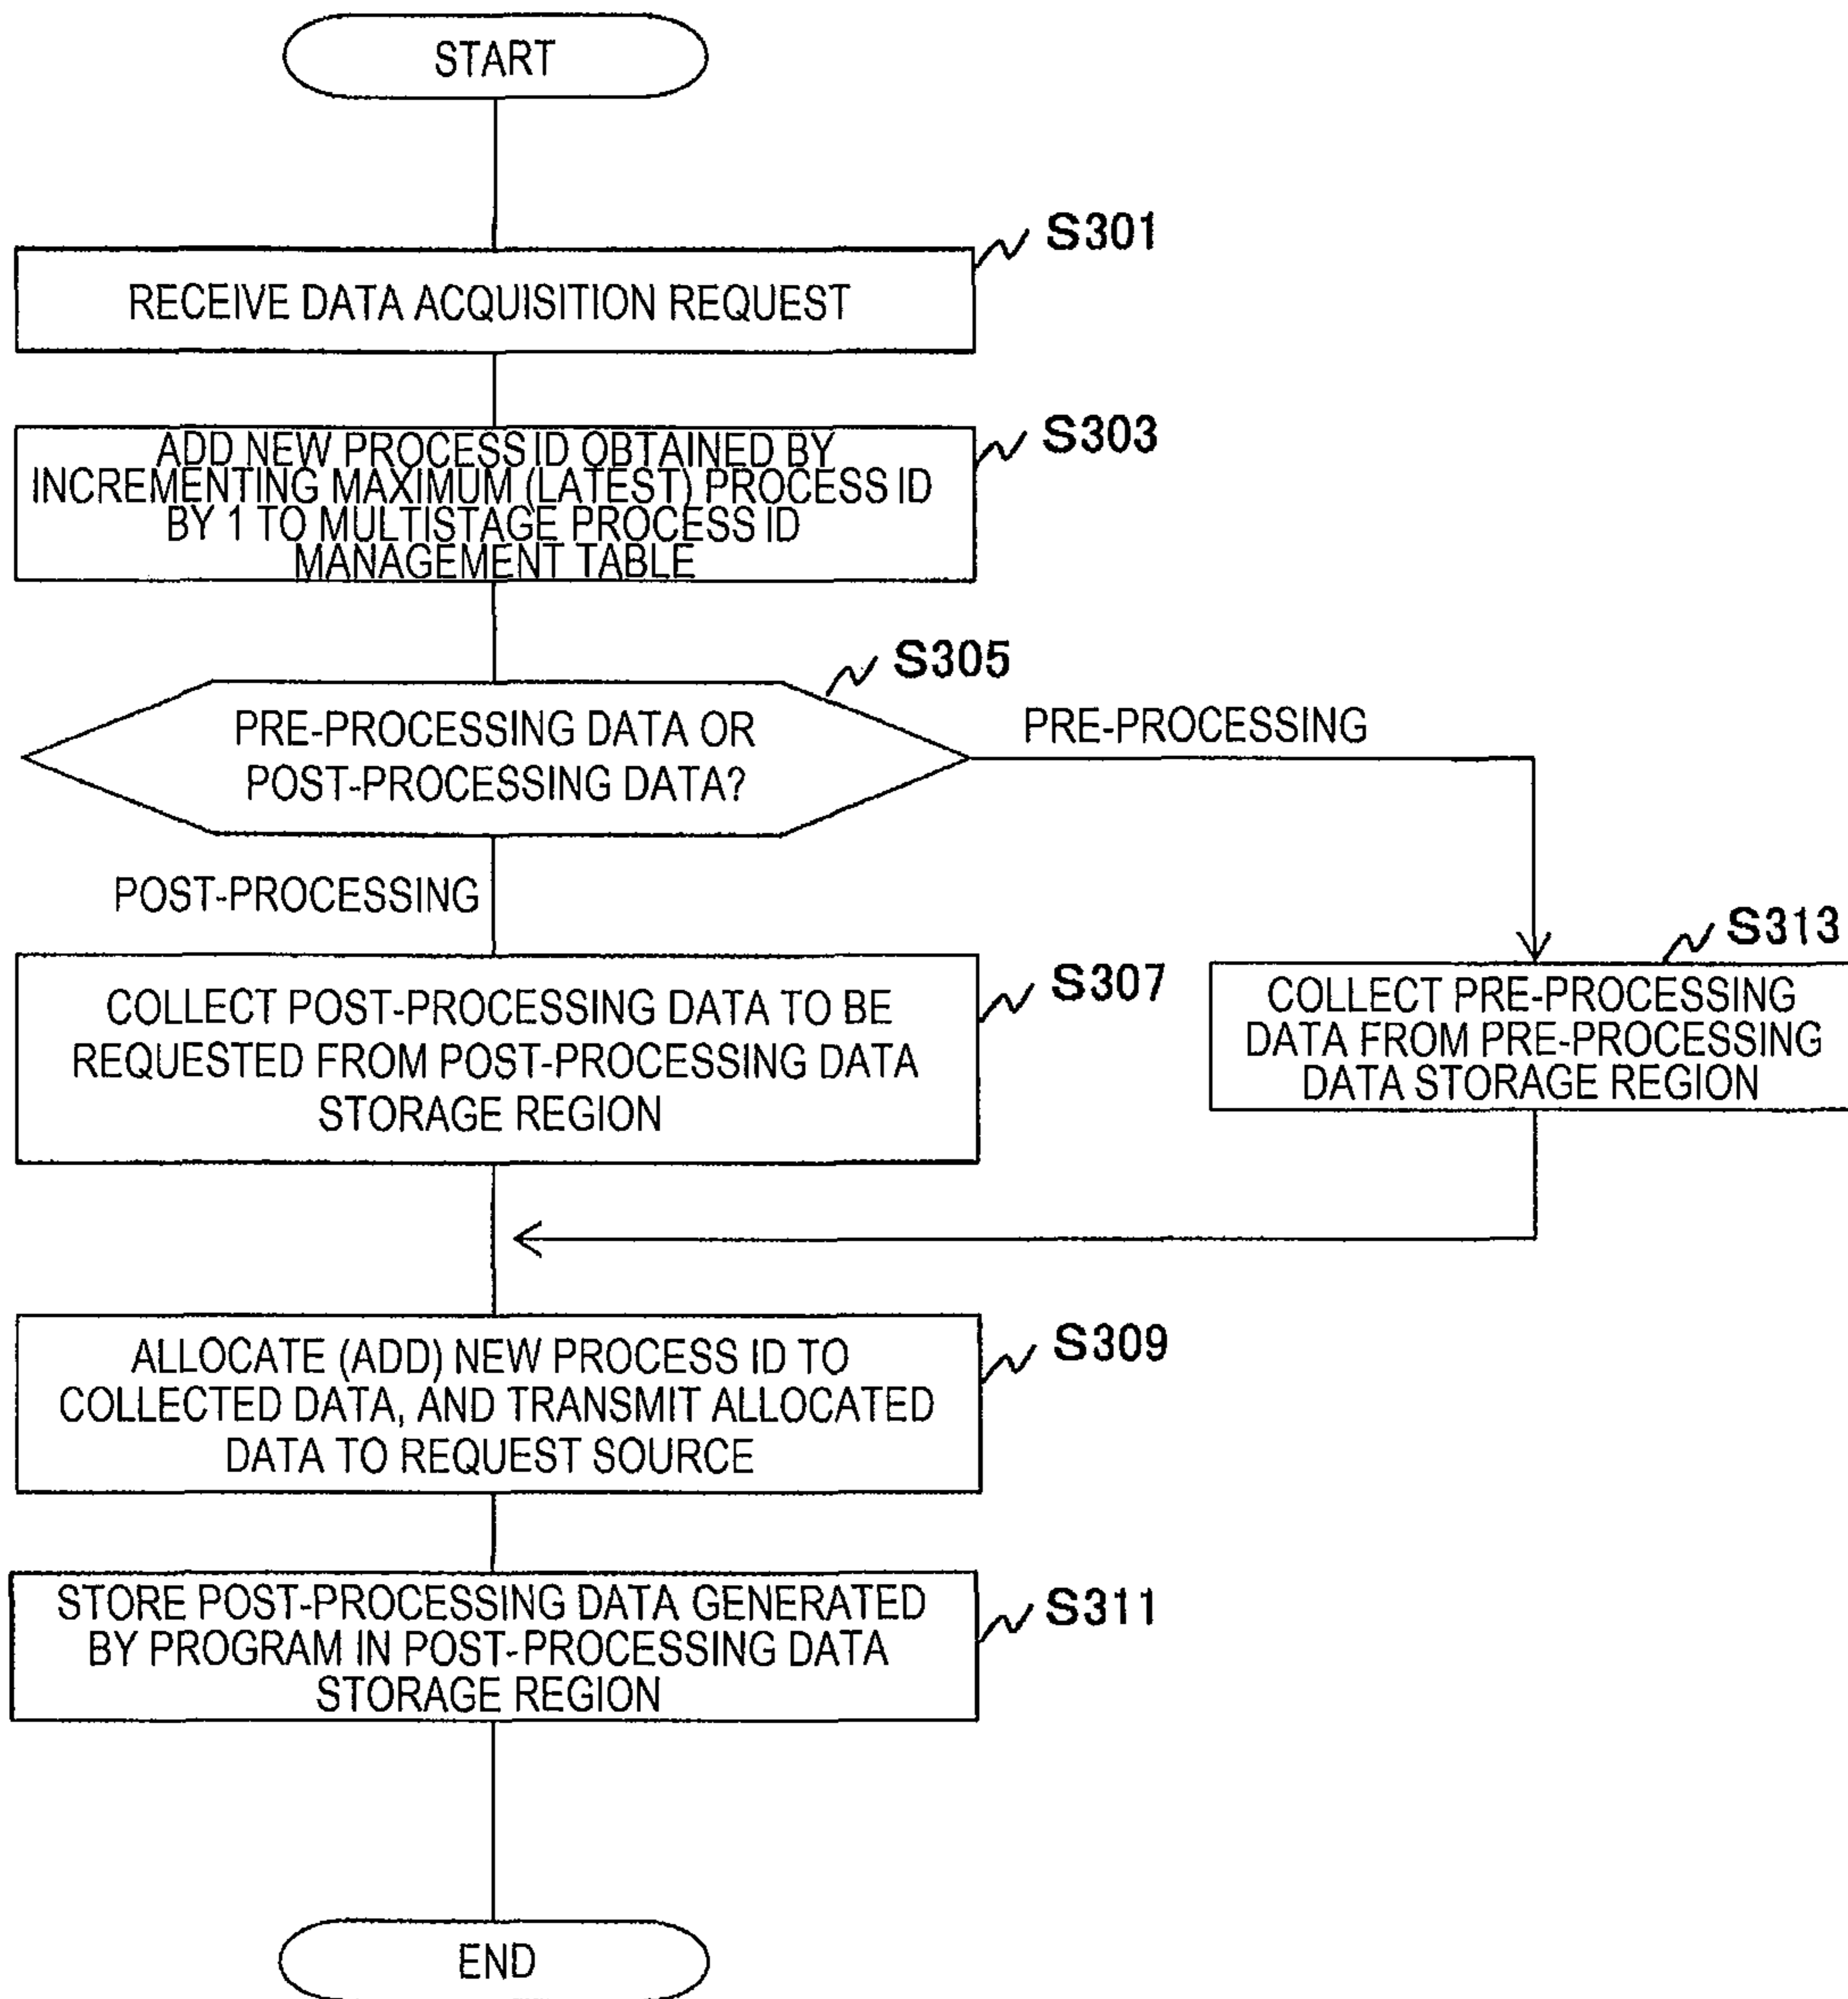 START
S301
RECEIVE DATA ACQUISITION REQUEST
S303
ADD NEW PROCESS ID OBTAINED BY
INCREMENTING MAXIMUM (LATEST) PROCESS ID
BY 1 TO MULTISTAGE PROCESS ID
MANAGEMENT TABLE
S305
PRE-PROCESSING DATA OR
POST-PROCESSING DATA?
PRE-PROCESSING
POST-PROCESSING
S307
COLLECT POST-PROCESSING DATA TO BE
REQUESTED FROM POST-PROCESSING DATA
STORAGE REGION
S313
COLLECT PRE-PROCESSING
DATA FROM PRE-PROCESSING
DATA STORAGE REGION
S309
ALLOCATE (ADD) NEW PROCESS ID TO
COLLECTED DATA, AND TRANSMIT ALLOCATED
DATA TO REQUEST SOURCE
S311
STORE POST-PROCESSING DATA GENERATED
BY PROGRAM IN POST-PROCESSING DATA
STORAGE REGION
END